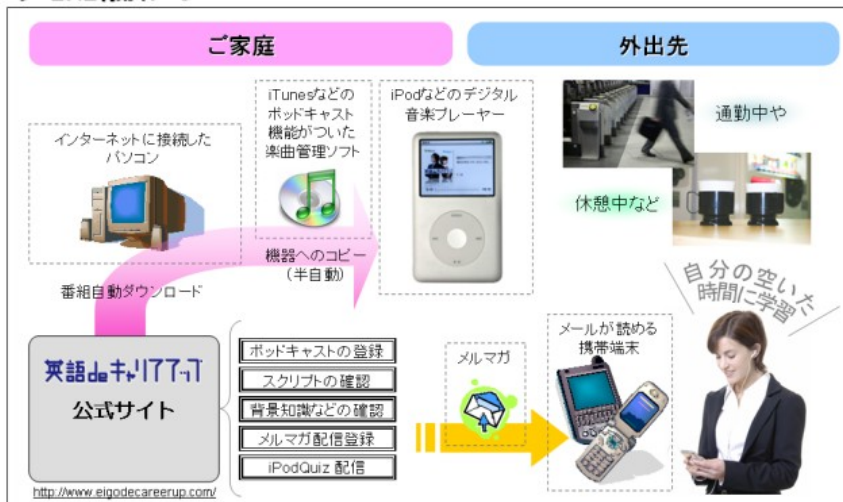 ご家庭
外出先
インターネットに接続した
パソコン
iTunesなどの
ポッドキャスト
機能がついた
楽曲管理ソフト
iPodなどのデジタル
音楽プレーヤー
通勤中や
休憩中など
機器へのコピー
(半自動)
番組自動ダウンロード
自分の空いた
時間に学習
英語deキャリアアップ
公式サイト
http://www.eigodecareerup.com/
ポッドキャストの登録
スクリプトの確認
背景知識などの確認
メルマガ配信登録
iPodQuiz 配信
メルマガ
メールが読める
携帯端末